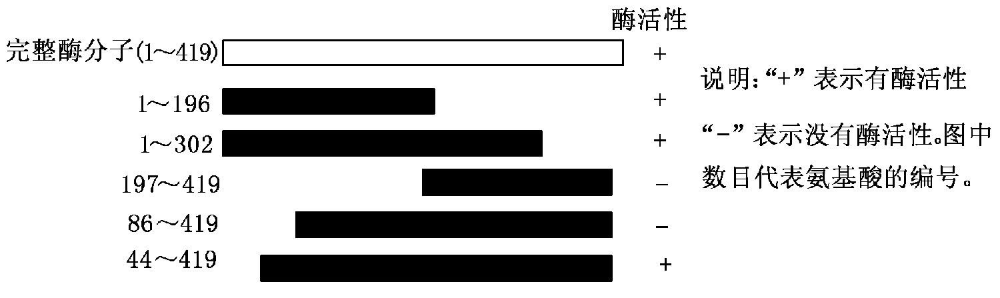 酶活性
完整酶分子(1～419) +
1～196 +
1～302 +
197～419 －
86～419 －
44～419 +
说明:“+”表示有酶活性
“－”表示没有酶活性。图中
数目代表氨基酸的编号。